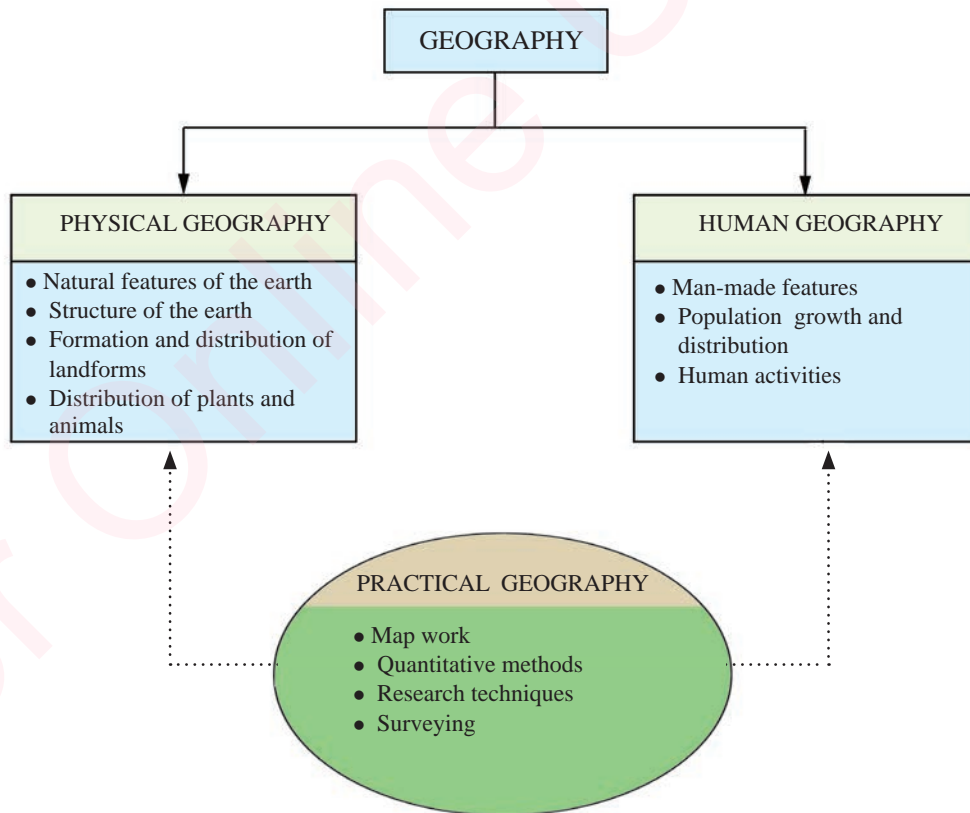 GEOGRAPHY
PHYSICAL GEOGRAPHY
● Natural features of the earth
● Structure of the earth
● Formation and distribution of
landforms
● Distribution of plants and
animals
HUMAN GEOGRAPHY
● Man-made features
● Population growth and
distribution
● Human activities
PRACTICAL GEOGRAPHY
● Map work
● Quantitative methods
● Research techniques
● Surveying
or Online